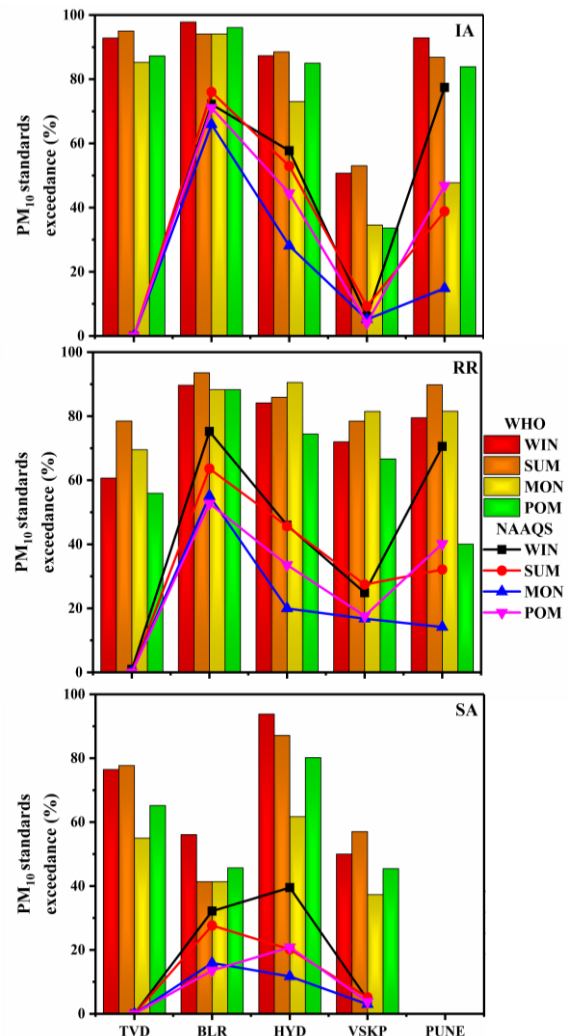 IA
PM10 standards
exceedance (%)
100
80
60
40
20
0
RR
PM10 standards
exceedance (%)
100
80
60
40
20
0
WHO
WIN
SUM
MON
POM
NAAQS
WIN
SUM
MON
POM
SA
PM10 standards
exceedance (%)
100
80
60
40
20
0
TVD BLR HYD VSKP PUNE